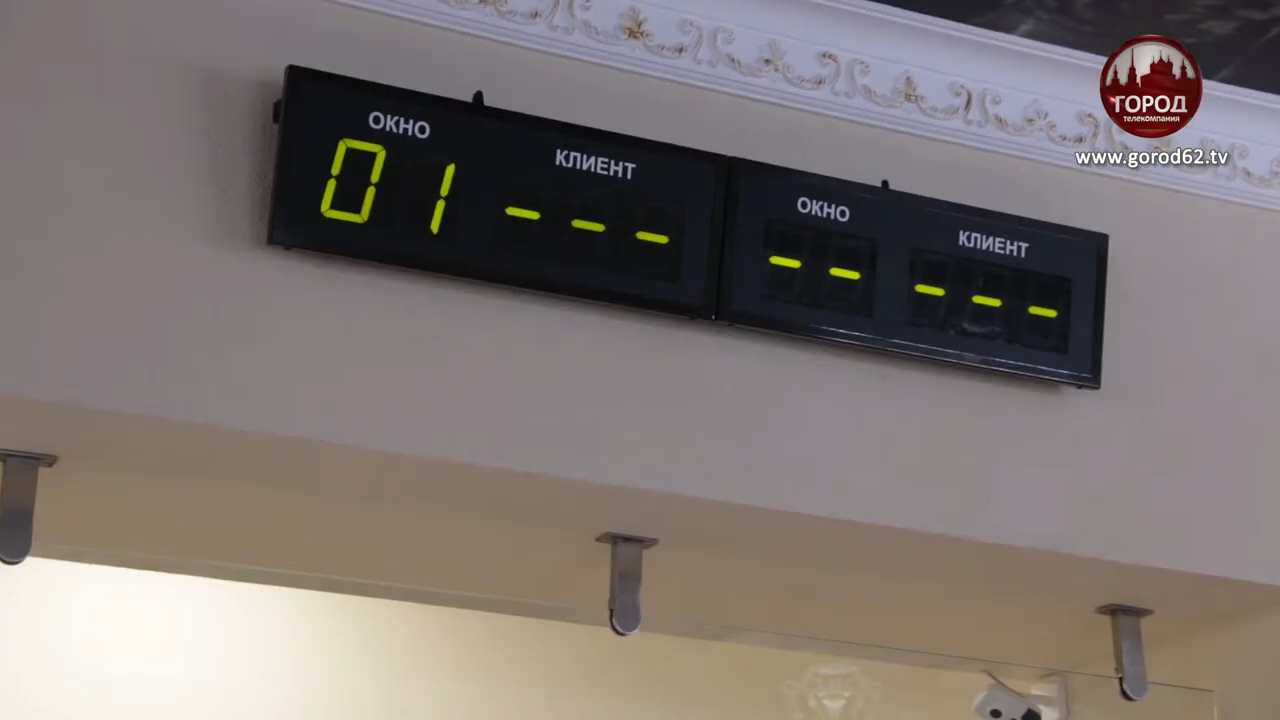 ОКНО
КЛИЕНТ
01 ---
ОКНО
КЛИЕНТ
-- ---
ГОРОД
телекомпания
www.gorod62.tv